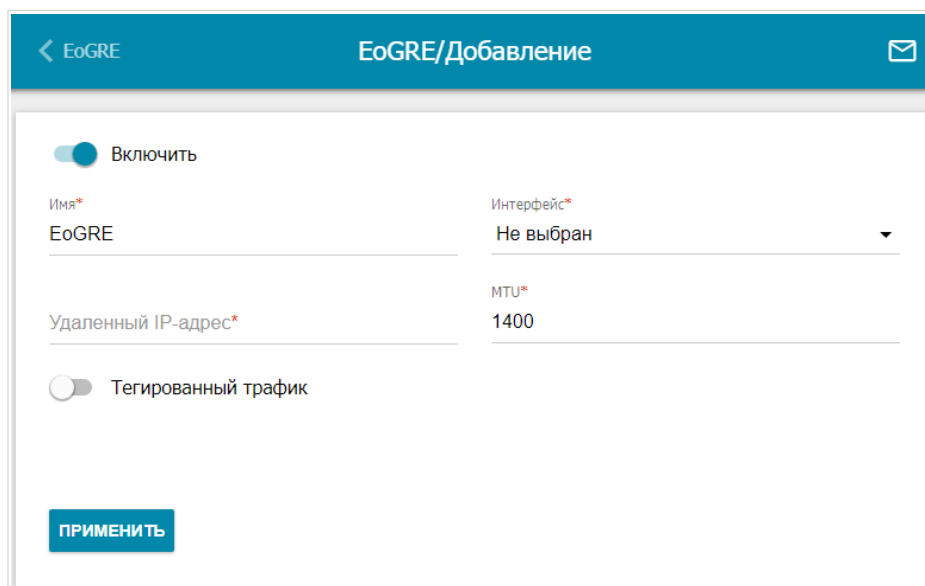 EoGRE
EoGRE/Добавление
Включить
Имя*
Интерфейс*
EoGRE
Не выбран
MTU*
Удаленный IP-адрес*
1400
Тегированный трафик
ПРИМЕНИТЬ